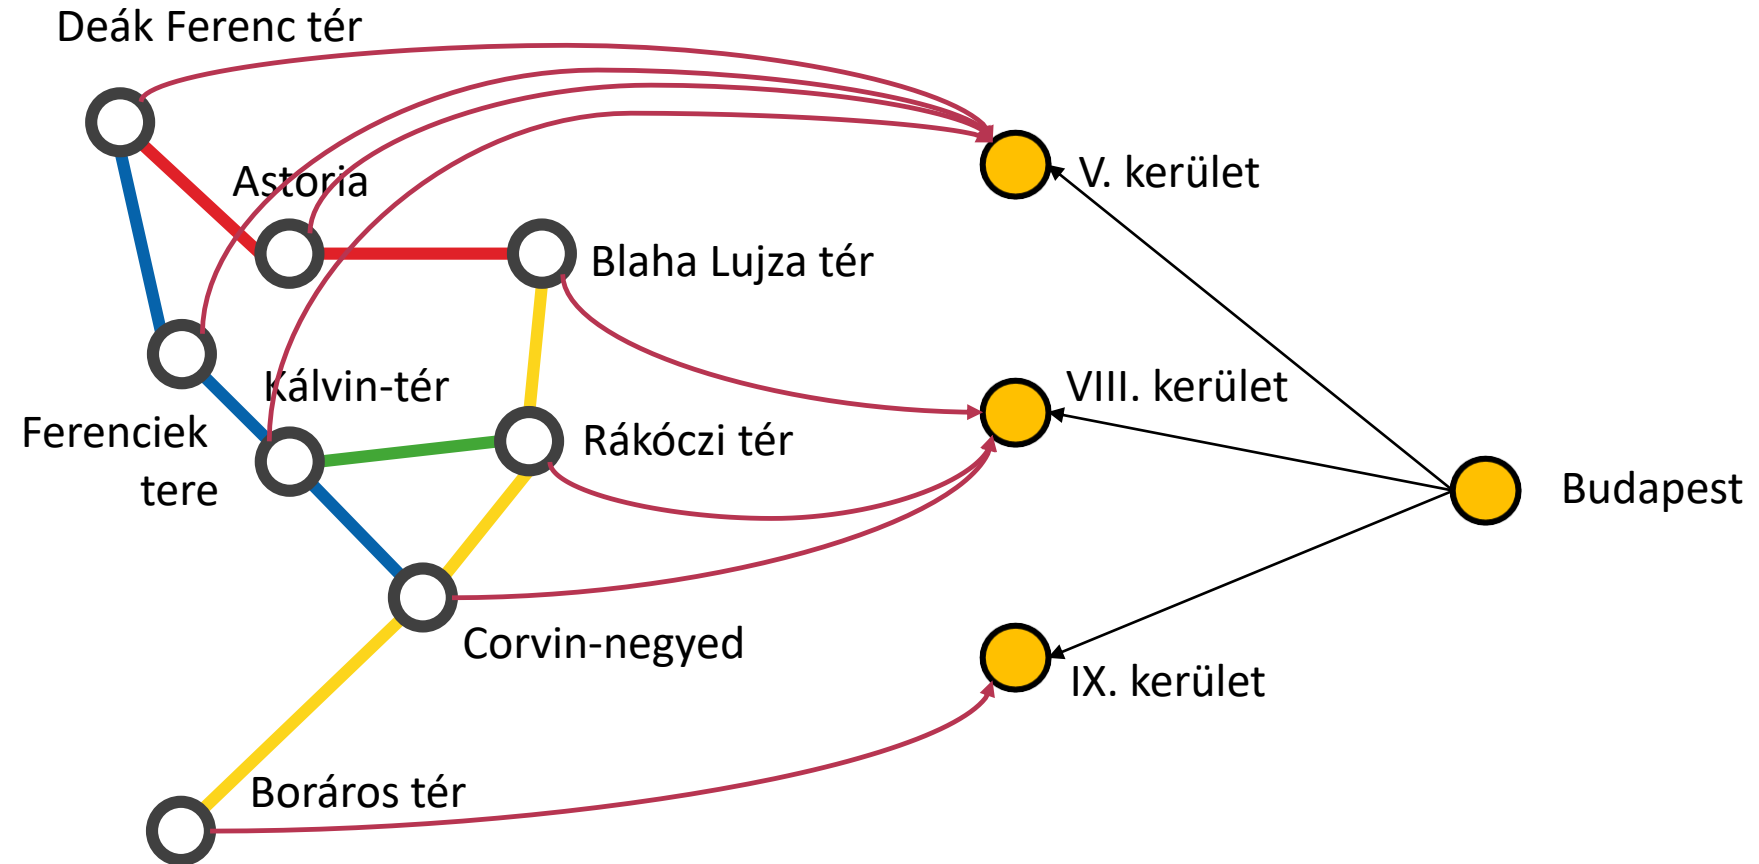 Deák Ferenc tér
Astoria
V. kerület
Blaha Lujza tér
Kálvin-tér
VIII. kerület
Ferenciek
tere
Rákóczi tér
Budapest
Corvin-negyed
IX. kerület
Boráros tér